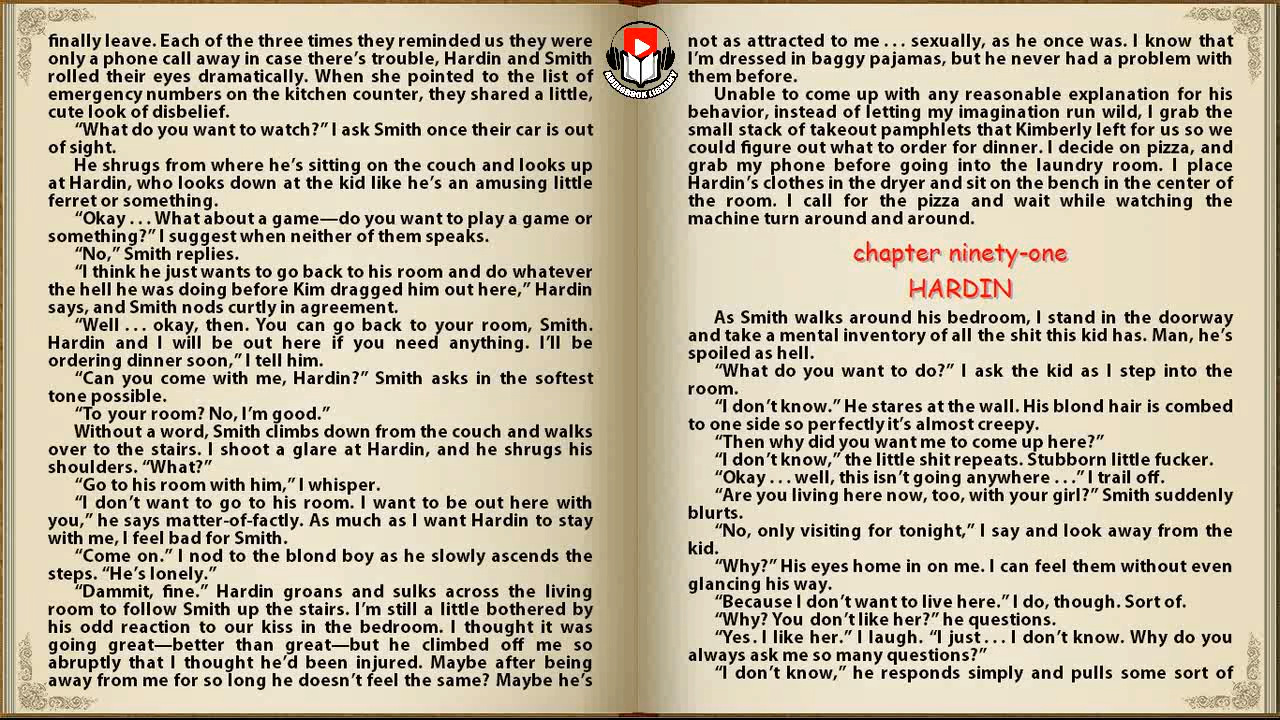 finally leave. Each of the three times they reminded us they were
only a phone call away in case there's trouble, Hardin and Smith
rolled their eyes dramatically. When she pointed to the list of
emergency numbers on the kitchen counter, they shared a little,
cute look of disbelief.
“What do you want to watch?” I ask Smith once their car is out
of sight.
He shrugs from where he's sitting on the couch and looks up
at Hardin, who looks down at the kid like he's an amusing little
ferret or something.
“Okay . . . What about a game—do you want to play a game or
something?” I suggest when neither of them speaks.
“No,” Smith replies.
“I think he just wants to go back to his room and do whatever
the hell he was doing before Kim dragged him out here,” Hardin
says, and Smith nods curtly in agreement.
“Well . . . okay, then. You can go back to your room, Smith.
Hardin and I will be out here if you need anything. I'll be
ordering dinner soon,” I tell him.
“Can you come with me, Hardin?” Smith asks in the softest
tone possible.
“To your room? No, I'm good.”
Without a word, Smith climbs down from the couch and walks
over to the stairs. I shoot a glare at Hardin, and he shrugs his
shoulders. “What?”
“Go to his room with him,” I whisper.
“I don't want to go to his room. I want to be out here with
you,” he says matter-of-factly. As much as I want Hardin to stay
with me, I feel bad for Smith.
“Come on.” I nod to the blond boy as he slowly ascends the
steps. “He's lonely.”
“Dammit, fine.” Hardin groans and sulks across the living
room to follow Smith up the stairs. I'm still a little bothered by
his odd reaction to our kiss in the bedroom. I thought it was
going great—better than great—but he climbed off me so
abruptly that I thought he'd been injured. Maybe after being
away from me for so long he doesn't feel the same? Maybe he's
AUDIOBOOK LIBRARY
not as attracted to me . . . sexually, as he once was. I know that
I'm dressed in baggy pajamas, but he never had a problem with
them before.
Unable to come up with any reasonable explanation for his
behavior, instead of letting my imagination run wild, I grab the
small stack of takeout pamphlets that Kimberly left for us so we
could figure out what to order for dinner. I decide on pizza, and
grab my phone before going into the laundry room. I place
Hardin's clothes in the dryer and sit on the bench in the center of
the room. I call for the pizza and wait while watching the
machine turn around and around.
chapter ninety-one
HARDIN
As Smith walks around his bedroom, I stand in the doorway
and take a mental inventory of all the shit this kid has. Man, he's
spoiled as hell.
“What do you want to do?” I ask the kid as I step into the
room.
“I don't know.” He stares at the wall. His blond hair is combed
to one side so perfectly it's almost creepy.
“Then why did you want me to come up here?”
“I don't know,” the little shit repeats. Stubborn little fucker.
“Okay . . . well, this isn't going anywhere . . .” I trail off.
“Are you living here now, too, with your girl?” Smith suddenly
blurts.
“No, only visiting for tonight,” I say and look away from the
kid.
“Why?” His eyes home in on me. I can feel them without even
glancing his way.
“Because I don't want to live here.” I do, though. Sort of.
“Why? You don't like her?” he questions.
“Yes. I like her.” I laugh. “I just . . . I don't know. Why do you
always ask me so many questions?”
“I don't know,” he responds simply and pulls some sort of